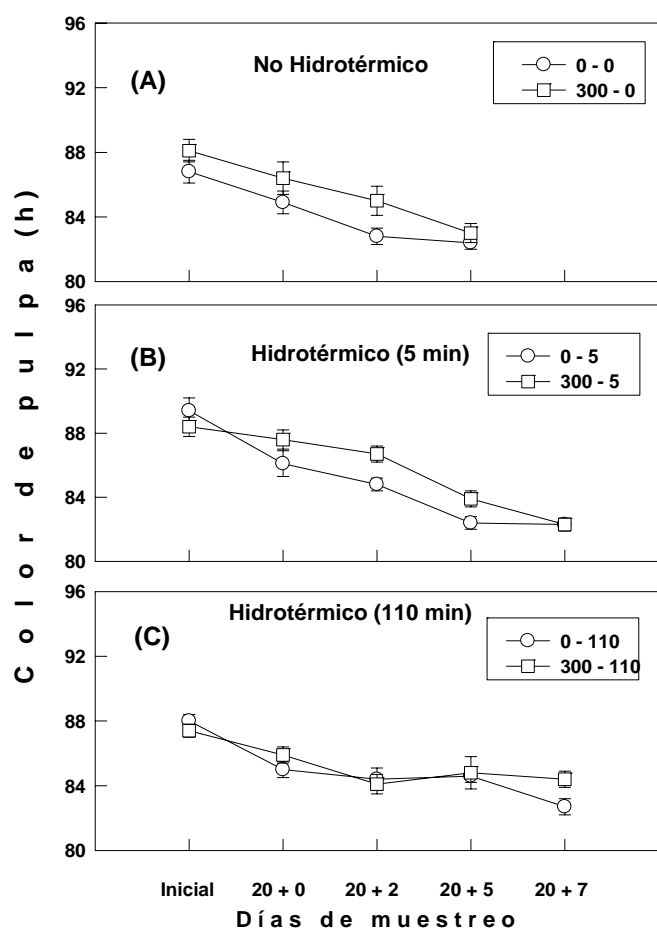 96
92
88
84
80
(A)
No Hidrotérmico
0 - 0
300 - 0
96
92
88
84
80
(B)
Hidrotérmico (5 min)
0 - 5
300 - 5
96
92
88
84
80
(C)
Hidrotérmico (110 min)
0 - 110
300 - 110
Color de pulpa (h)
Inicial 20 + 0 20 + 2 20 + 5 20 + 7
Días de muestreo